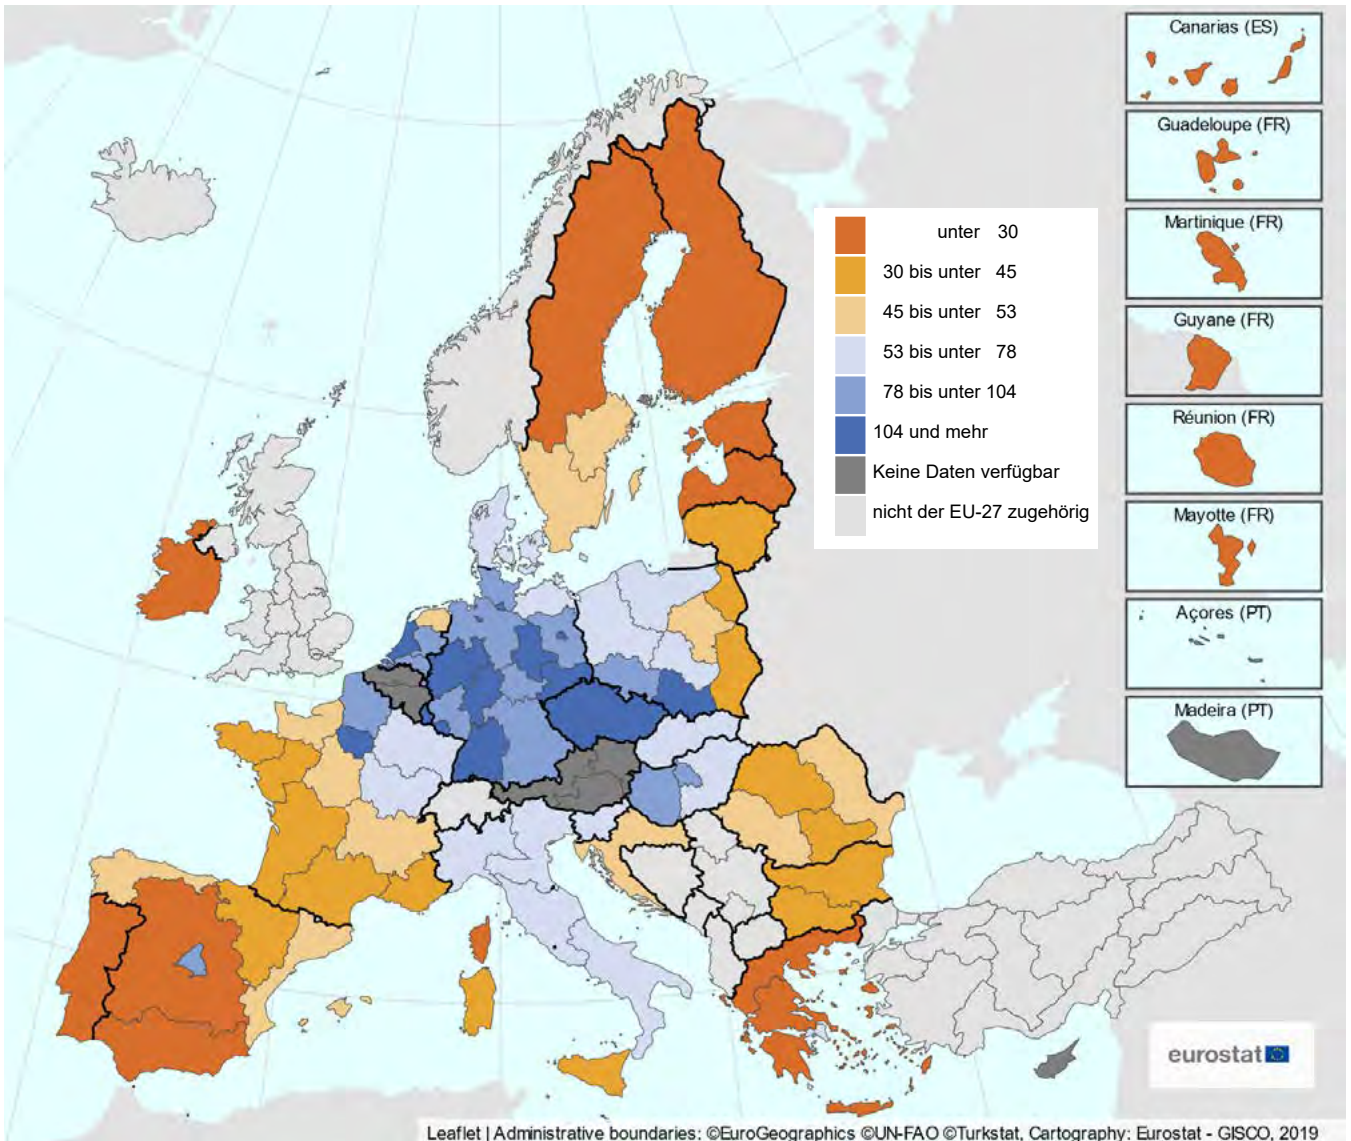 Canarias (ES)
Guadeloupe (FR)
Martinique (FR)
Guyane (FR)
Réunion (FR)
Mayotte (FR)
Açores (PT)
Madeira (PT)
unter 30
30 bis unter 45
45 bis unter 53
53 bis unter 78
78 bis unter 104
104 und mehr
Keine Daten verfügbar
nicht der EU-27 zugehörig
eurostat
Leaflet | Administrative boundaries: ©EuroGeographics ©UN-FAO ©Turkstat, Cartography: Eurostat - GISCO, 2019